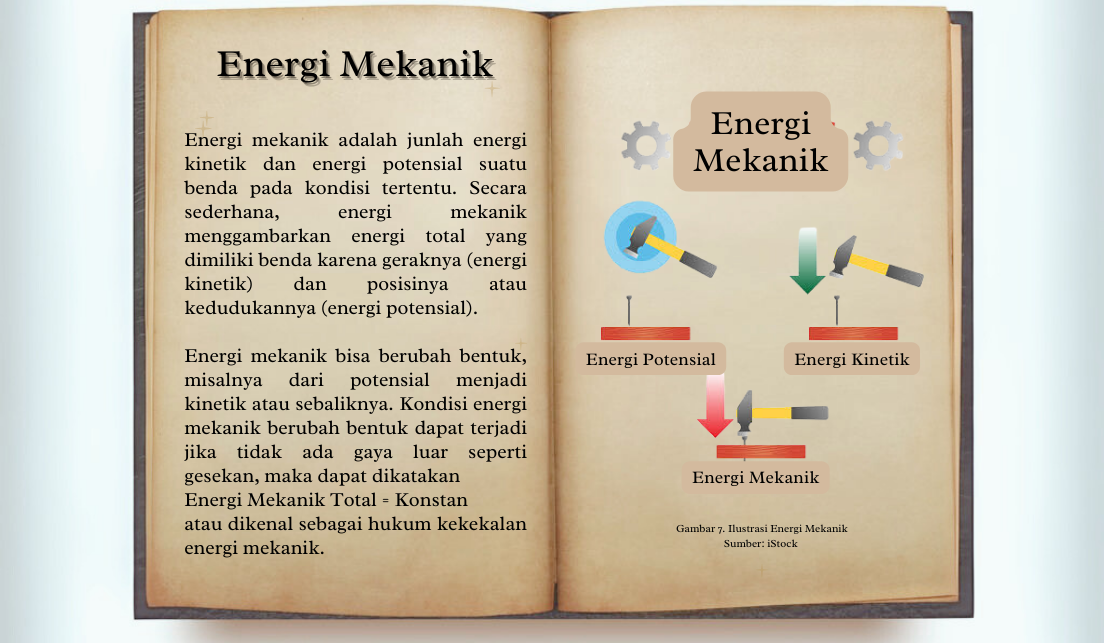 Energi Mekanik
Energi mekanik adalah junlah energi
kinetik dan energi potensial suatu
benda pada kondisi tertentu. Secara
sederhana, energi mekanik
menggambarkan energi total yang
dimiliki benda karena geraknya (energi
kinetik) dan posisinya atau
kedudukannya (energi potensial).
Energi mekanik bisa berubah bentuk,
misalnya dari potensial menjadi
kinetik atau sebaliknya. Kondisi energi
mekanik berubah bentuk dapat terjadi
jika tidak ada gaya luar seperti
gesekan, maka dapat dikatakan
Energi Mekanik Total = Konstan
atau dikenal sebagai hukum kekekalan
energi mekanik.
Energi
Mekanik
Energi Potensial
Energi Kinetik
Energi Mekanik
Gambar 7. Ilustrasi Energi Mekanik
Sumber: iStock